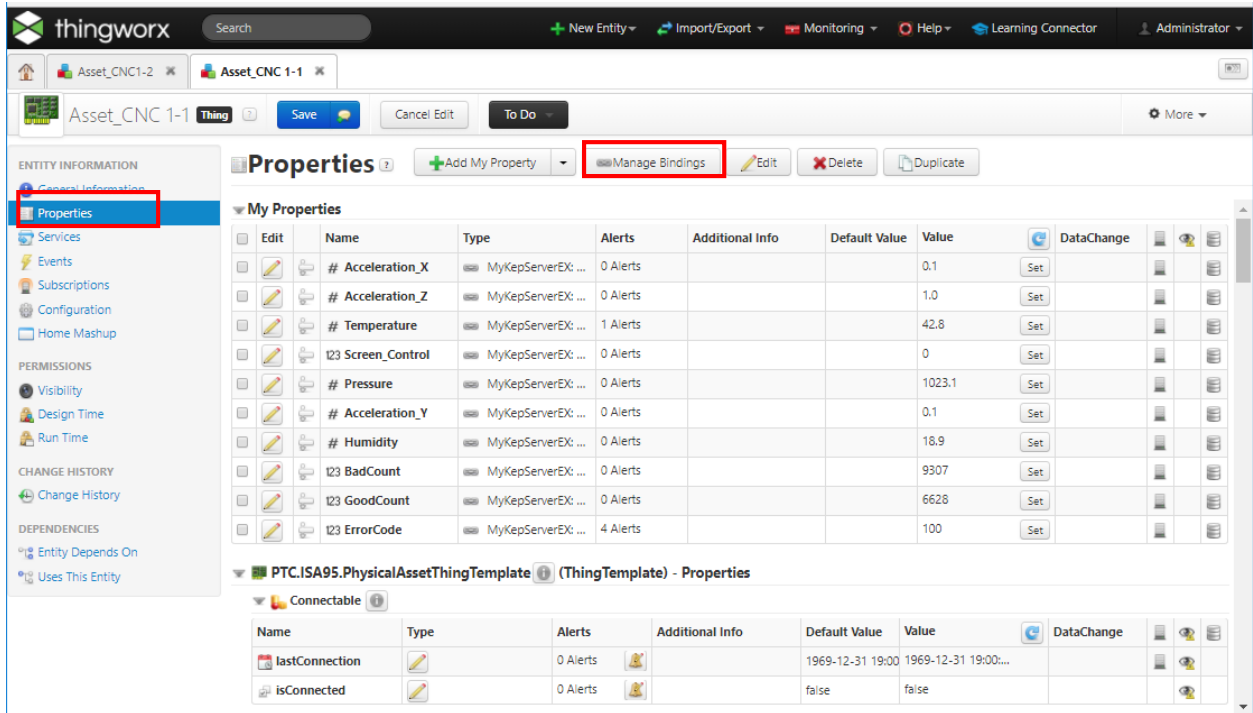 thingworx Search New Entity Import/Export Monitoring Help Learning Connector Administrator
Asset_CNC1-2 Asset_CNC 1-1
Asset_CNC 1-1 Thing ? Save Cancel Edit To Do More
ENTITY INFORMATION
General Information
Properties
Services
Events
Subscriptions
Configuration
Home Mashup
PERMISSIONS
Visibility
Design Time
Run Time
CHANGE HISTORY
Change History
DEPENDENCIES
Entity Depends On
Uses This Entity
Properties ? Add My Property Manage Bindings Edit Delete Duplicate
My Properties
Edit Name Type Alerts Additional Info Default Value Value DataChange
# Acceleration_X MyKepServerEX: ... 0 Alerts 0.1 Set
# Acceleration_Z MyKepServerEX: ... 0 Alerts 1.0 Set
# Temperature MyKepServerEX: ... 1 Alerts 42.8 Set
123 Screen_Control MyKepServerEX: ... 0 Alerts 0 Set
# Pressure MyKepServerEX: ... 0 Alerts 1023.1 Set
# Acceleration_Y MyKepServerEX: ... 0 Alerts 0.1 Set
# Humidity MyKepServerEX: ... 0 Alerts 18.9 Set
123 BadCount MyKepServerEX: ... 0 Alerts 9307 Set
123 GoodCount MyKepServerEX: ... 0 Alerts 6628 Set
123 ErrorCode MyKepServerEX: ... 4 Alerts 100 Set
PTC.ISA95.PhysicalAssetThingTemplate (ThingTemplate) - Properties
Connectable
Name Type Alerts Additional Info Default Value Value DataChange
lastConnection 0 Alerts 1969-12-31 19:00 1969-12-31 19:00:...
isConnected 0 Alerts false false